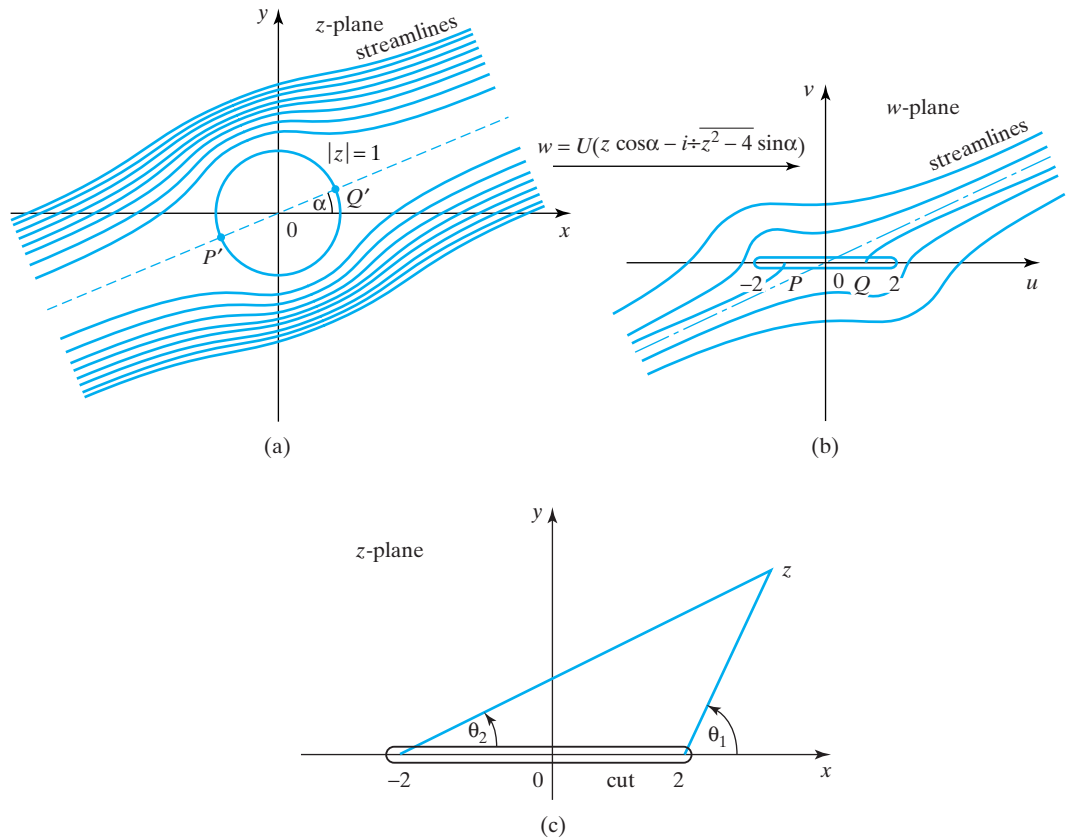 y
z-plane
streamlines
|z| = 1
α
Q′
0
x
P′
(a)
w = U(z cosα – i÷z² – 4 sinα)
v
w-plane
streamlines
–2
P
0
Q
2
u
(b)
y
z-plane
z
θ₂
θ₁
–2
0
cut
2
x
(c)